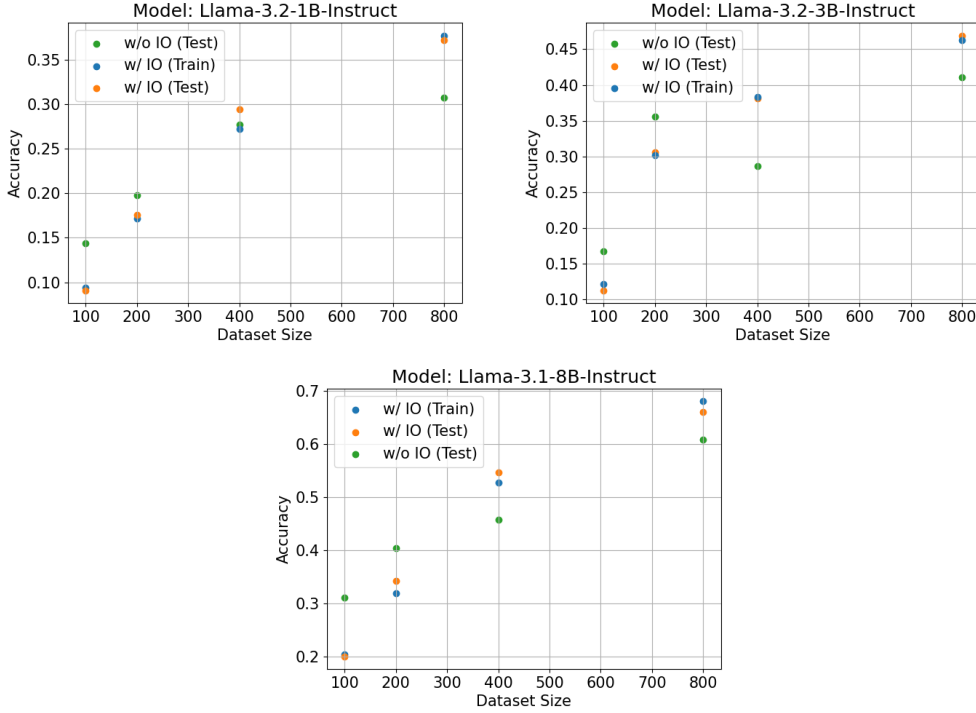 Model: Llama-3.2-1B-Instruct
w/o IO (Test)
w/ IO (Train)
w/ IO (Test)
Accuracy
0.35
0.30
0.25
0.20
0.15
0.10
100 200 300 400 500 600 700 800
Dataset Size
Model: Llama-3.2-3B-Instruct
w/o IO (Test)
w/ IO (Test)
w/ IO (Train)
Accuracy
0.45
0.40
0.35
0.30
0.25
0.20
0.15
0.10
100 200 300 400 500 600 700 800
Dataset Size
Model: Llama-3.1-8B-Instruct
w/ IO (Train)
w/ IO (Test)
w/o IO (Test)
Accuracy
0.7
0.6
0.5
0.4
0.3
0.2
100 200 300 400 500 600 700 800
Dataset Size